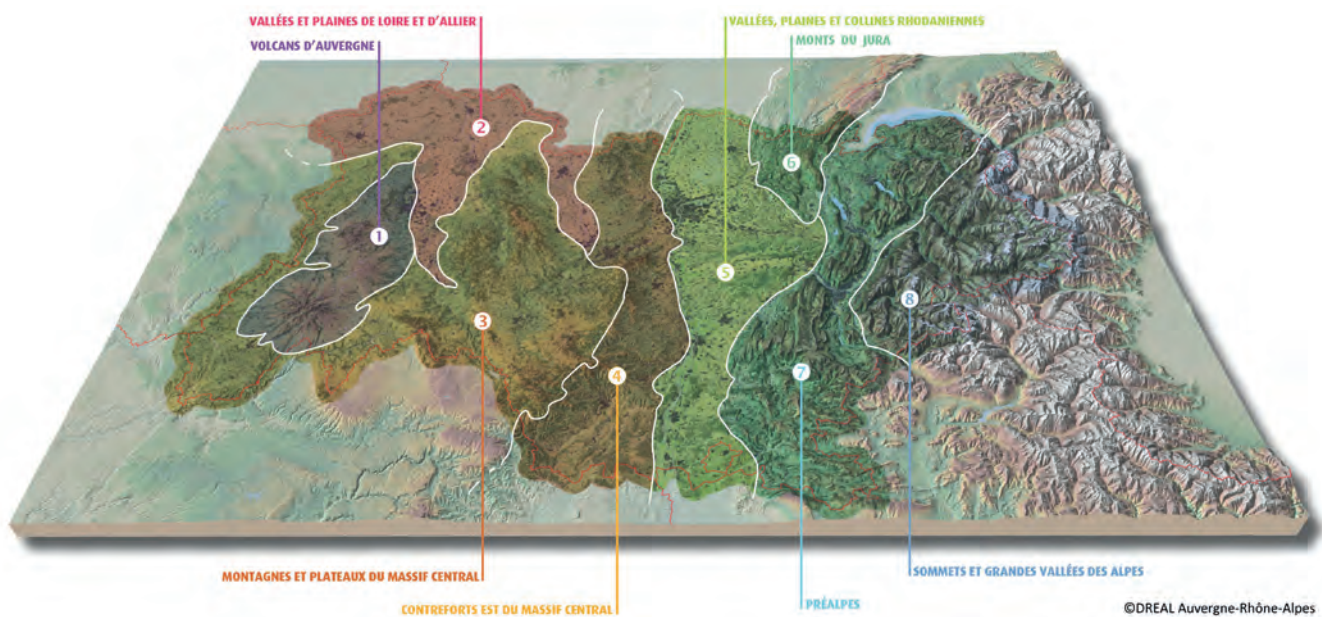 VALLÉES ET PLAINES DE LOIRE ET D'ALLIER
VALLÉES, PLAINES ET COLLINES RHODANIENNES
VOLCANS D'AUVERGNE
MONTS DU JURA
2
6
1
5
8
3
7
4
MONTAGNES ET PLATEAUX DU MASSIF CENTRAL
SOMMETS ET GRANDES VALLÉES DES ALPES
CONTREFORTS EST DU MASSIF CENTRAL
PRÉALPES
©DREAL Auvergne-Rhône-Alpes